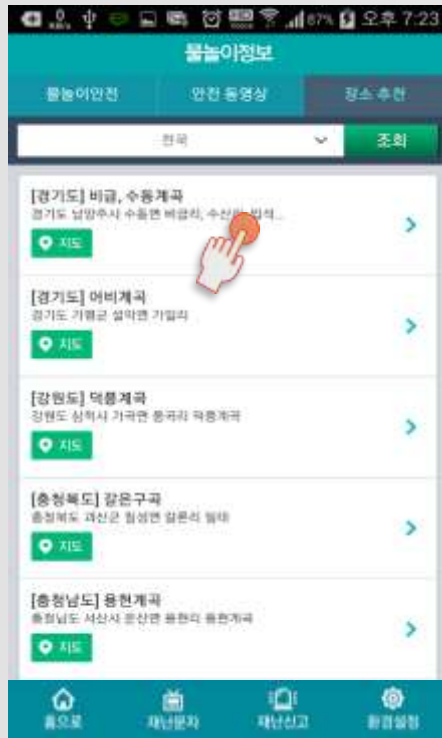 87% 오후 7:23
물놀이정보
물놀이안전 안전 동영상 장소 추천
전국 조회
[경기도] 비금, 수동계곡
경기도 남양주시 수동면 비금리, 수산리,
지도
[경기도] 어비계곡
경기도 가평군 설악면 가일리
지도
[강원도] 덕풍계곡
강원도 삼척시 가곡면 풍곡리 덕풍계곡
지도
[충청북도] 갈은구곡
충청북도 괴산군 칠성면 갈론리 일대
지도
[충청남도] 용현계곡
충청남도 서산시 운산면 용현리 용현계곡
지도
홈으로 재난문자 재난신고 환경설정